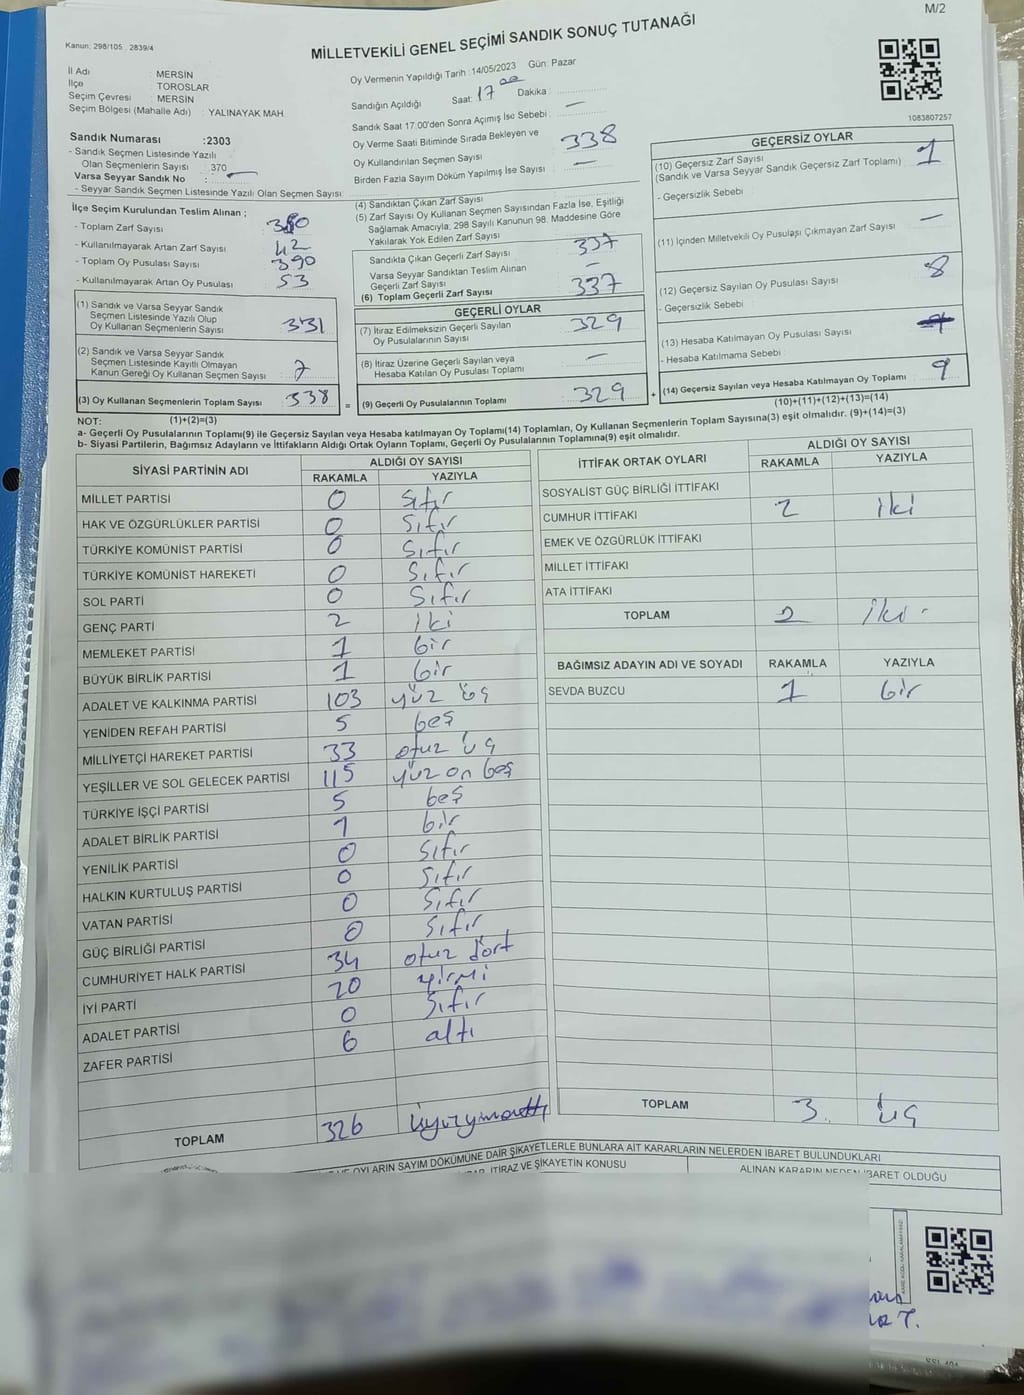 M/2
Kanun: 298/105 . 2839/4
MİLLETVEKİLİ GENEL SEÇİMİ SANDIK SONUÇ TUTANAĞI
İl Adı : MERSİN
İlçe : TOROSLAR
Seçim Çevresi : MERSİN
Seçim Bölgesi (Mahalle Adı) : YALINAYAK MAH
Oy Vermenin Yapıldığı Tarih :14/05/2023 Gün: Pazar
Sandığın Açıldığı Saat: 17 00 Dakika :
Sandık Saat 17:00'den Sonra Açımış İse Sebebi : —
Oy Verme Saati Bitiminde Sırada Bekleyen ve
Oy Kullandırılan Seçmen Sayısı 338
Birden Fazla Sayım Döküm Yapılmış İse Sayısı : —
1083807257
Sandık Numarası :2303
- Sandık Seçmen Listesinde Yazılı
Olan Seçmenlerin Sayısı : 370
Varsa Seyyar Sandık No : —
- Seyyar Sandık Seçmen Listesinde Yazılı Olan Seçmen Sayısı:
İlçe Seçim Kurulundan Teslim Alınan ;
- Toplam Zarf Sayısı : 380
- Kullanılmayarak Artan Zarf Sayısı : 42
- Toplam Oy Pusulası Sayısı : 390
- Kullanılmayarak Artan Oy Pusulası : 53
(4) Sandıktan Çıkan Zarf Sayısı
(5) Zarf Sayısı Oy Kullanan Seçmen Sayısından Fazla İse, Eşitliği
Sağlamak Amacıyla, 298 Sayılı Kanunun 98. Maddesine Göre
Yakılarak Yok Edilen Zarf Sayısı
Sandıkta Çıkan Geçerli Zarf Sayısı : 337
Varsa Seyyar Sandıktan Teslim Alınan
Geçerli Zarf Sayısı : —
(6) Toplam Geçerli Zarf Sayısı 337
GEÇERSİZ OYLAR
(10) Geçersiz Zarf Sayısı
(Sandık ve Varsa Seyyar Sandık Geçersiz Zarf Toplamı) : 1
- Geçersizlik Sebebi :
(11) İçinden Milletvekili Oy Pusulası Çıkmayan Zarf Sayısı : —
(12) Geçersiz Sayılan Oy Pusulası Sayısı : 8
- Geçersizlik Sebebi :
(13) Hesaba Katılmayan Oy Pusulası Sayısı
- Hesaba Katılmama Sebebi :
(14) Geçersiz Sayılan veya Hesaba Katılmayan Oy Toplamı : 9
(10)+(11)+(12)+(13)=(14)
(1) Sandık ve Varsa Seyyar Sandık
Seçmen Listesinde Yazılı Olup
Oy Kullanan Seçmenlerin Sayısı : 331
(2) Sandık ve Varsa Seyyar Sandık
Seçmen Listesinde Kayıtlı Olmayan
Kanun Gereği Oy Kullanan Seçmen Sayısı : 7
(3) Oy Kullanan Seçmenlerin Toplam Sayısı : 338
(1)+(2)=(3)
GEÇERLİ OYLAR
(7) İtiraz Edilmeksizin Geçerli Sayılan
Oy Pusulalarının Sayısı : 329
(8) İtiraz Üzerine Geçerli Sayılan veya
Hesaba Katılan Oy Pusulası Toplamı : —
= (9) Geçerli Oy Pusulalarının Toplamı : 329 +
NOT:
a- Geçerli Oy Pusulalarının Toplamı(9) ile Geçersiz Sayılan veya Hesaba katılmayan Oy Toplamı(14) Toplamları, Oy Kullanan Seçmenlerin Toplam Sayısına(3) eşit olmalıdır. (9)+(14)=(3)
b- Siyasi Partilerin, Bağımsız Adayların ve İttifakların Aldığı Ortak Oyların Toplamı, Geçerli Oy Pusulalarının Toplamına(9) eşit olmalıdır.
SİYASİ PARTİNİN ADI ALDIĞI OY SAYISI
RAKAMLA YAZIYLA
MİLLET PARTİSİ 0 Sıfır
HAK VE ÖZGÜRLÜKLER PARTİSİ 0 Sıfır
TÜRKİYE KOMÜNİST PARTİSİ 0 Sıfır
TÜRKİYE KOMÜNİST HAREKETİ 0 Sıfır
SOL PARTİ 0 Sıfır
GENÇ PARTİ 2 iki
MEMLEKET PARTİSİ 1 bir
BÜYÜK BİRLİK PARTİSİ 1 bir
ADALET VE KALKINMA PARTİSİ 103 yüz üç
YENİDEN REFAH PARTİSİ 5 beş
MİLLİYETÇİ HAREKET PARTİSİ 33 otuz üç
YEŞİLLER VE SOL GELECEK PARTİSİ 115 yüz on beş
TÜRKİYE İŞÇİ PARTİSİ 5 beş
ADALET BİRLİK PARTİSİ 1 bir
YENİLİK PARTİSİ 0 Sıfır
HALKIN KURTULUŞ PARTİSİ 0 Sıfır
VATAN PARTİSİ 0 Sıfır
GÜÇ BİRLİĞİ PARTİSİ 0 Sıfır
CUMHURİYET HALK PARTİSİ 34 otuz dört
İYİ PARTİ 20 yirmi
ADALET PARTİSİ 0 Sıfır
ZAFER PARTİSİ 6 altı
TOPLAM 326
İTTİFAK ORTAK OYLARI ALDIĞI OY SAYISI
RAKAMLA YAZIYLA
SOSYALİST GÜÇ BİRLİĞİ İTTİFAKI
CUMHUR İTTİFAKI 2 iki
EMEK VE ÖZGÜRLÜK İTTİFAKI
MİLLET İTTİFAKI
ATA İTTİFAKI
TOPLAM 2 iki
BAĞIMSIZ ADAYIN ADI VE SOYADI RAKAMLA YAZIYLA
SEVDA BUZCU 1 bir
TOPLAM 3 üç
OYLARIN SAYIM DÖKÜMÜNE DAİR ŞİKAYETLERLE BUNLARA AİT KARARLARIN NELERDEN İBARET BULUNDUKLARI
İTİRAZ VE ŞİKAYETİN KONUSU
ALINAN KARARIN NEDEN İBARET OLDUĞU